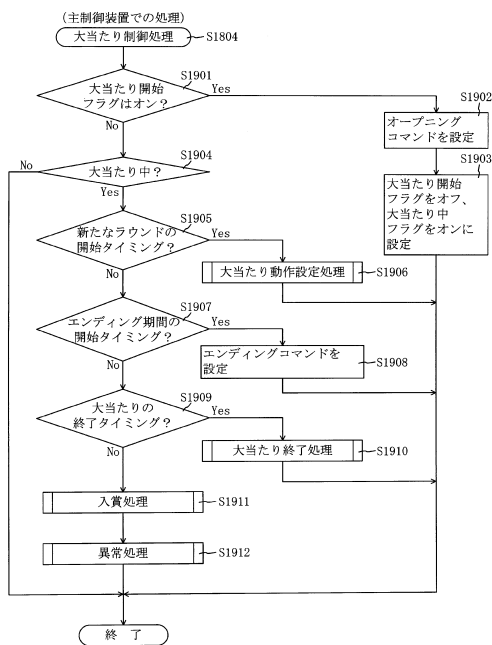 (主制御装置での処理)
大当たり制御処理
S1804
S1901
大当たり開始
フラグはオン?
Yes
No
S1902
オープニング
コマンドを設定
S1903
大当たり開始
フラグをオフ、
大当たり中
フラグをオンに
設定
S1904
大当たり中?
No
Yes
S1905
新たなラウンドの
開始タイミング?
Yes
No
大当たり動作設定処理
S1906
S1907
エンディング期間の
開始タイミング?
Yes
No
エンディングコマンドを
設定
S1908
S1909
大当たりの
終了タイミング?
Yes
No
大当たり終了処理
S1910
入賞処理
S1911
異常処理
S1912
終 了